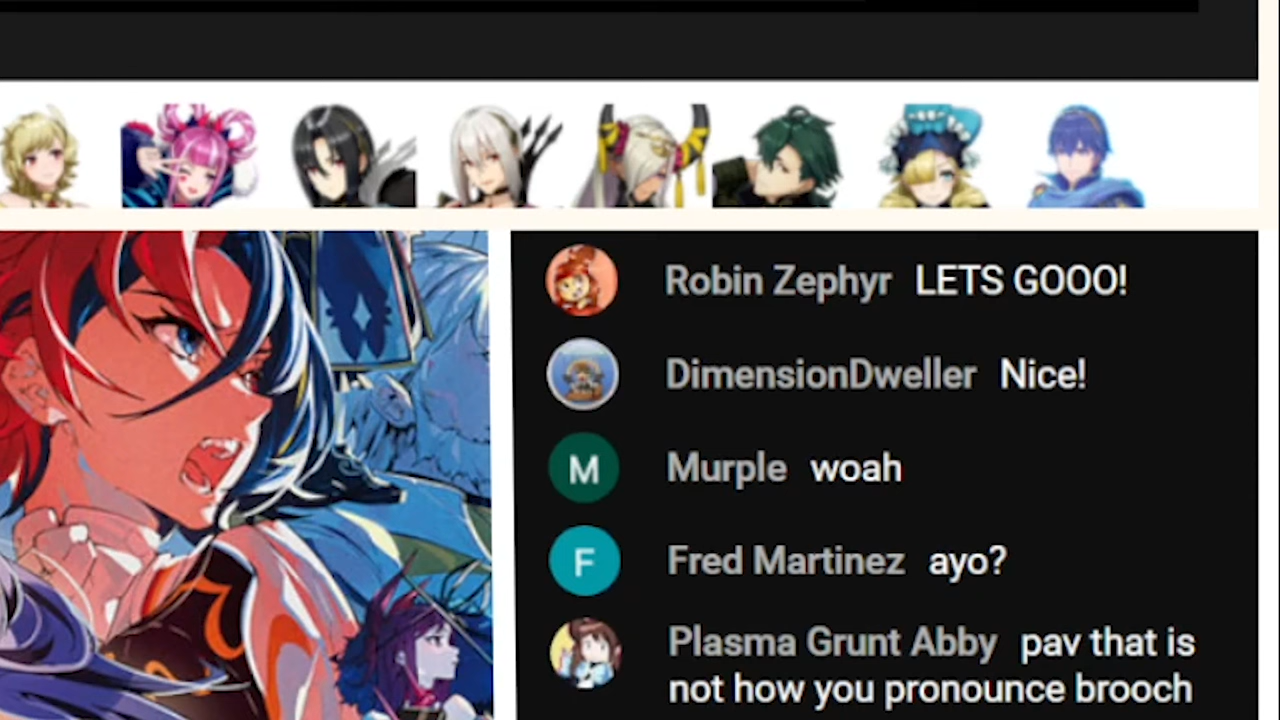 Robin Zephyr LETS GOOO!
DimensionDweller Nice!
M Murple woah
F Fred Martinez ayo?
Plasma Grunt Abby pav that is
not how you pronounce brooch